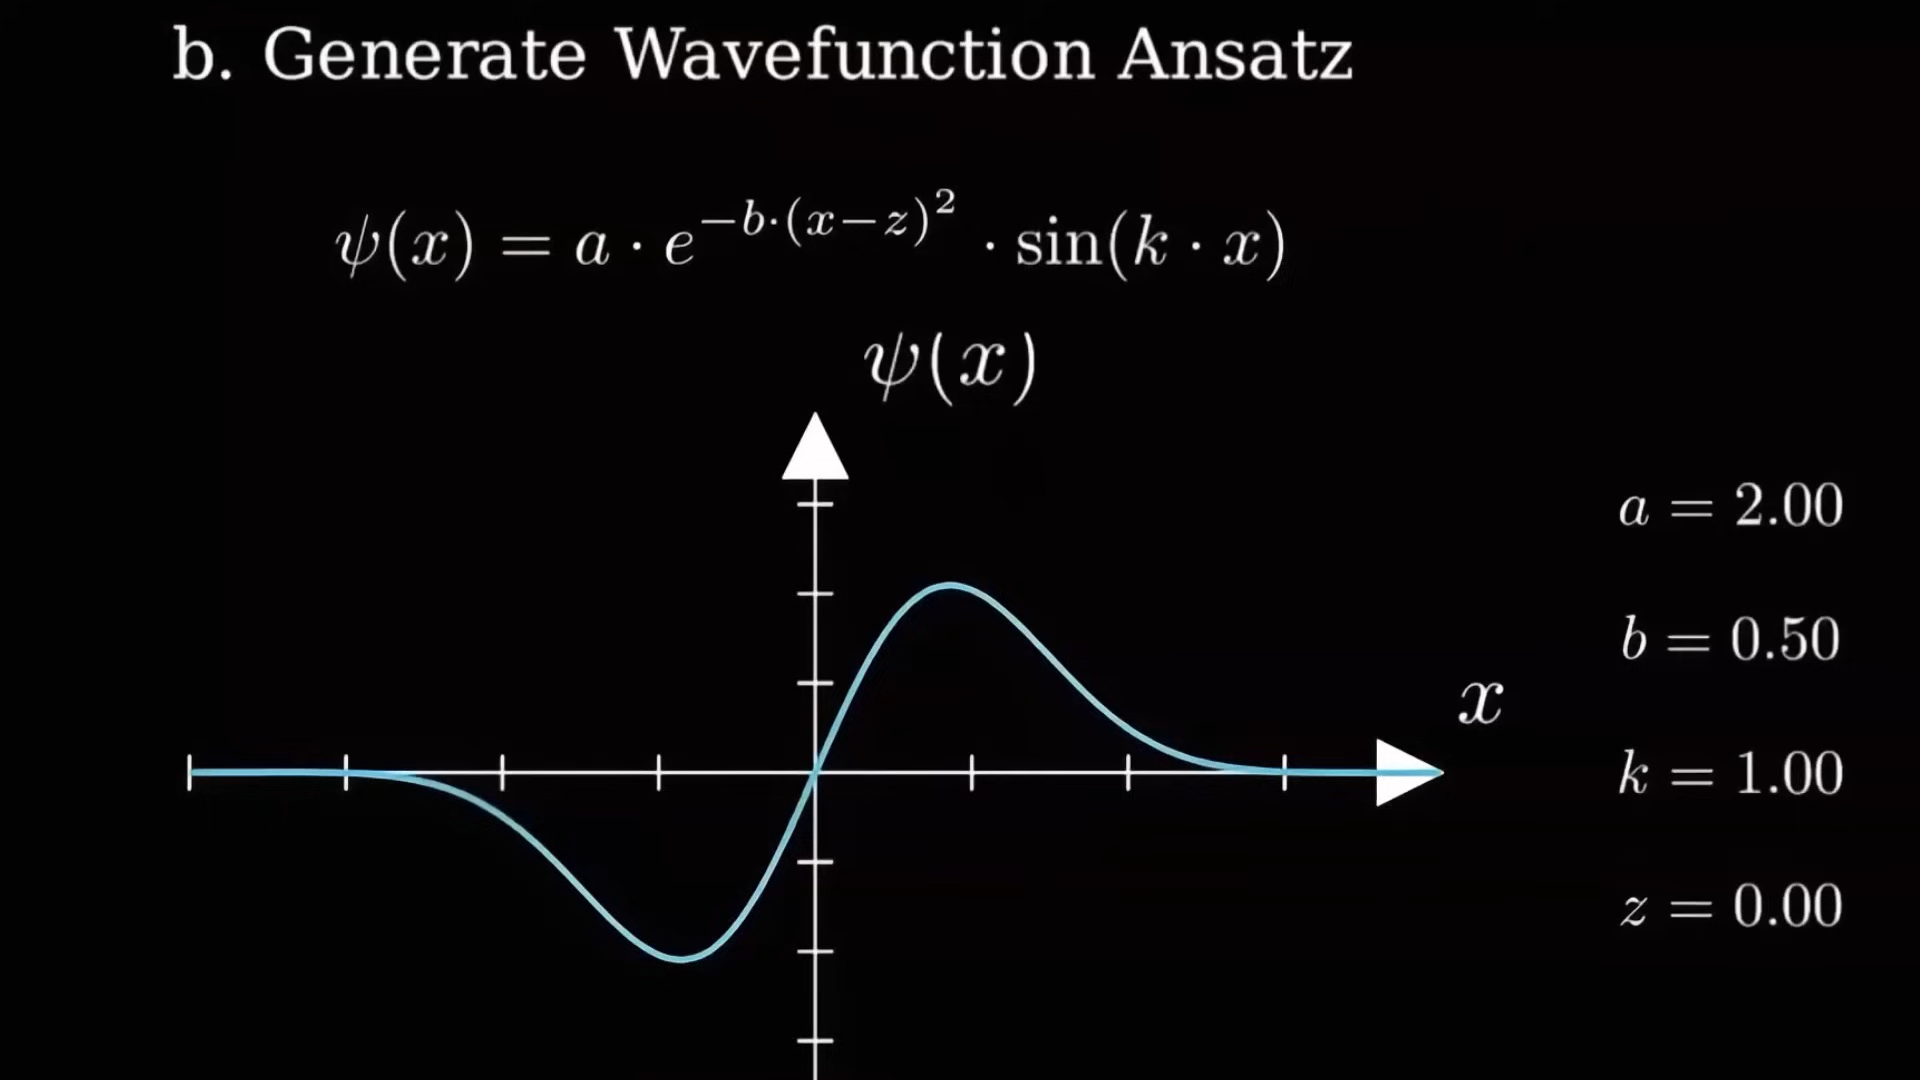 b. Generate Wavefunction Ansatz
ψ(x) = a · e^{−b·(x−z)^2} · sin(k · x)
ψ(x)
a = 2.00
b = 0.50
x
k = 1.00
z = 0.00